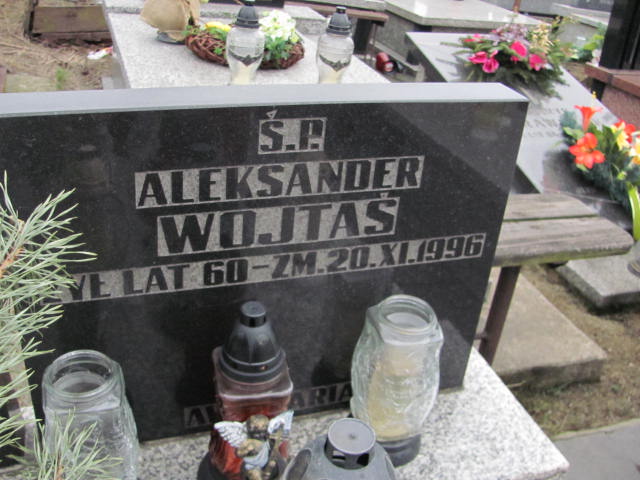 Ś.P.
ALEKSANDER
WOJTAŚ
ŻYŁ LAT 60-ZM.20.XI.1996